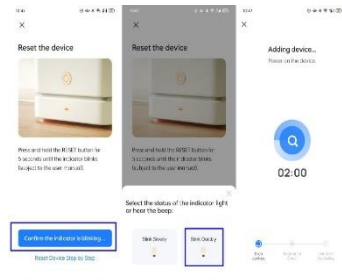 Reset the device
Press and hold the RESET button for
5 seconds until the indicator blinks
(subject to the user manual).
Confirm the indicator is blinking
Reset Device Step by Step
Reset the device
Press and hold the RESET button for
5 seconds until the indicator blinks
(subject to the user manual).
Select the status of the indicator light
or hear the beep:
Blink Slowly
Blink Quickly
Adding device...
Power on the device.
02:00